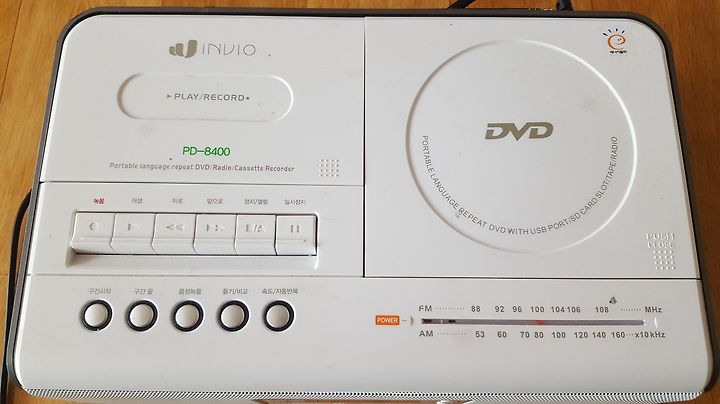 INVIO
PLAY/RECORD
PD-8400
Portable language repeat DVD/Radio/Cassette Recorder
녹음 재생 뒤로 앞으로 정지/열림 일시정지
구간시작 구간 끝 음성녹음 듣기/비교 속도/자동반복
DVD
PORTABLE LANGUAGE REPEAT DVD WITH USB PORT/SD CARD SLOT/TAPE/RADIO
PUSH
CLOSE
FM 88 92 96 100 104 106 108 MHz
POWER
AM 53 60 70 80 100 120 140 160 x10kHz